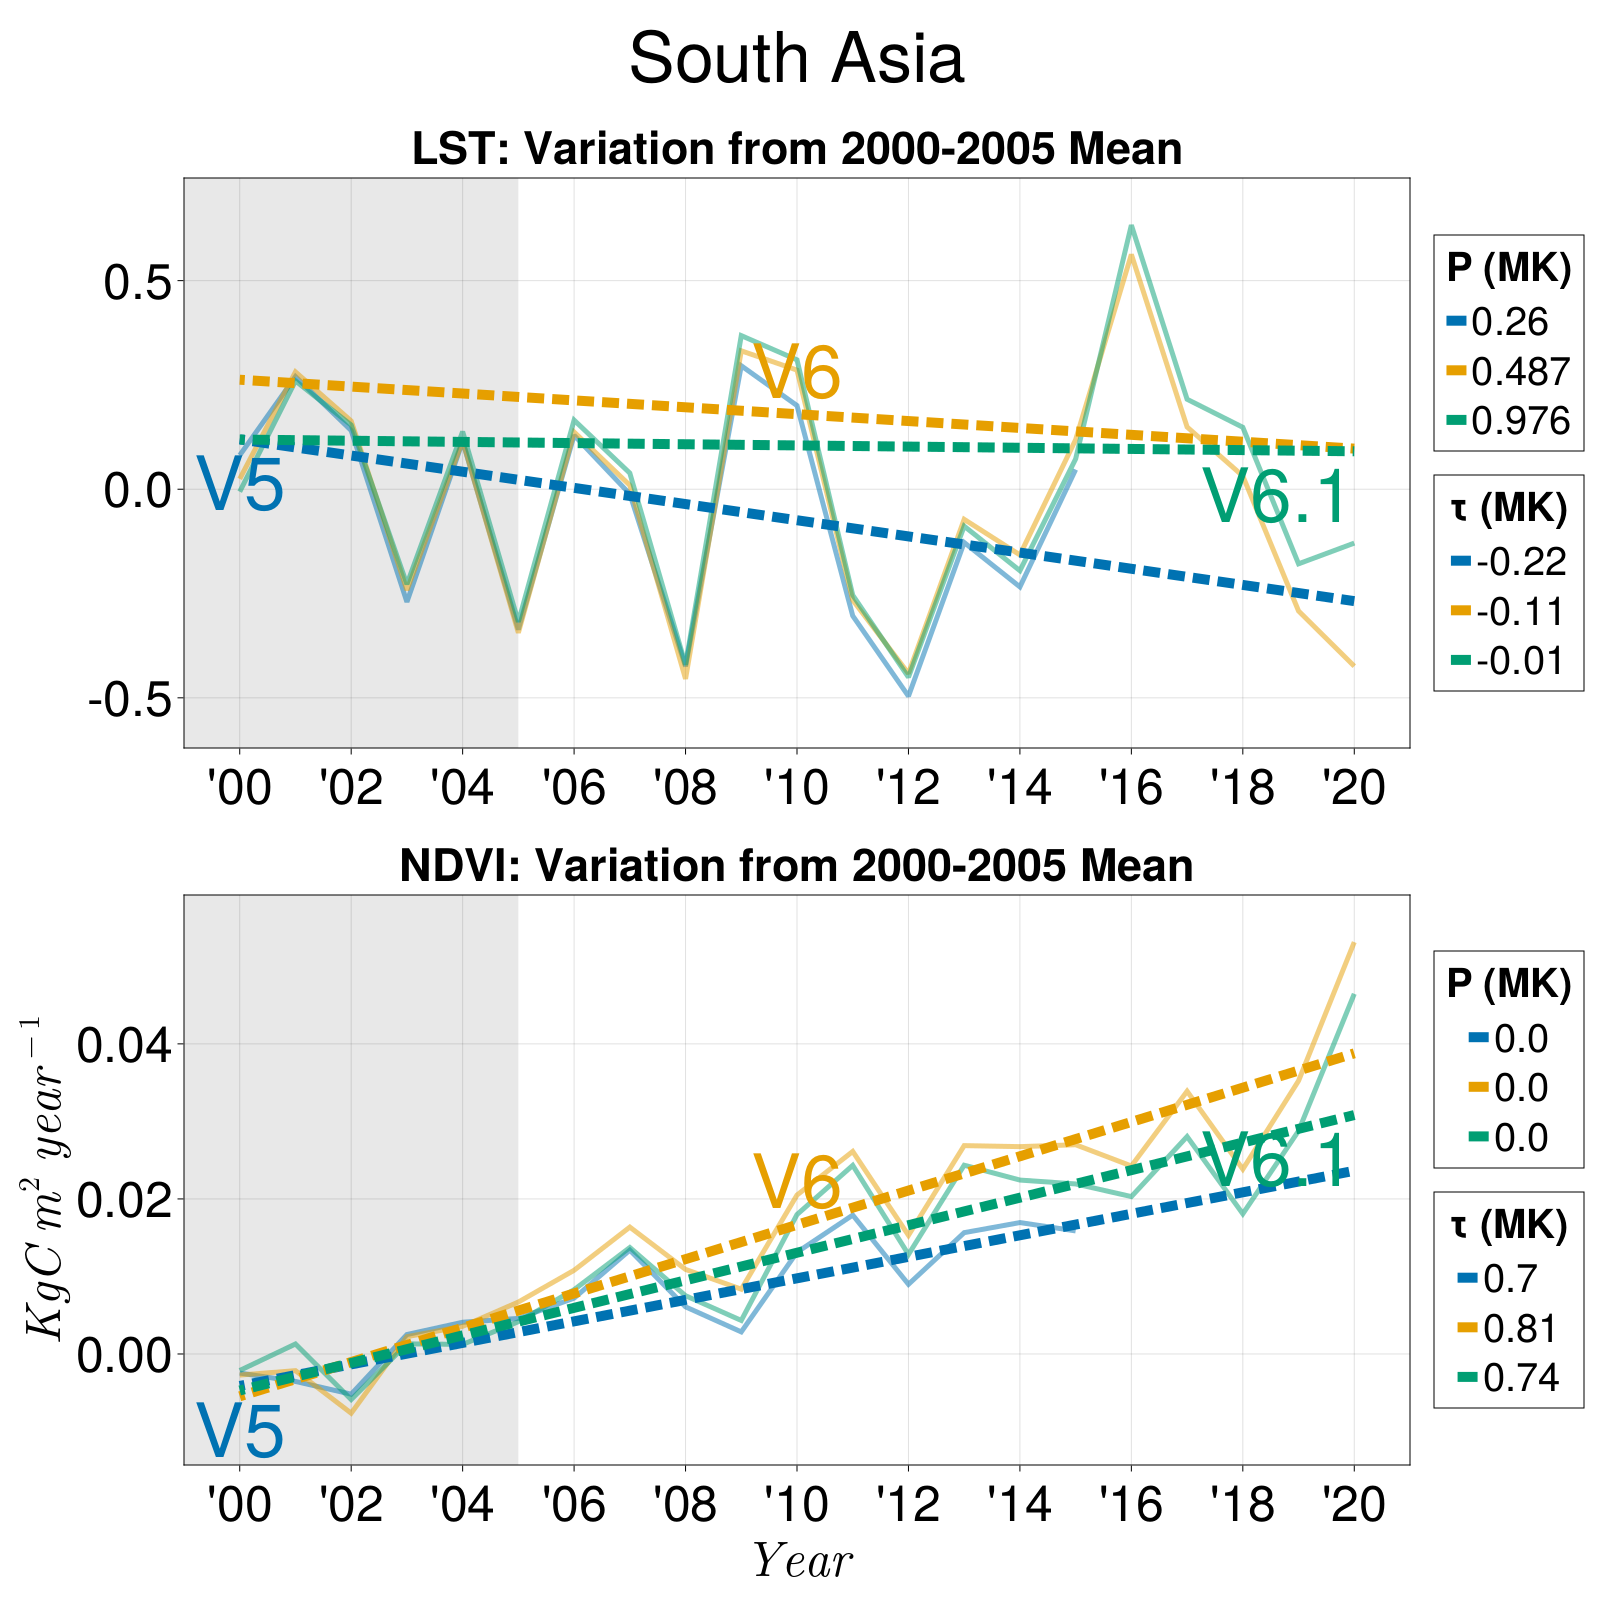 South Asia
LST: Variation from 2000-2005 Mean
0.5
0.0
-0.5
V5
V6
V6.1
'00 '02 '04 '06 '08 '10 '12 '14 '16 '18 '20
P (MK)
0.26
0.487
0.976
τ (MK)
-0.22
-0.11
-0.01
NDVI: Variation from 2000-2005 Mean
KgC m² year⁻¹
0.04
0.02
0.00
V5
V6
V6.1
'00 '02 '04 '06 '08 '10 '12 '14 '16 '18 '20
Year
P (MK)
0.0
0.0
0.0
τ (MK)
0.7
0.81
0.74